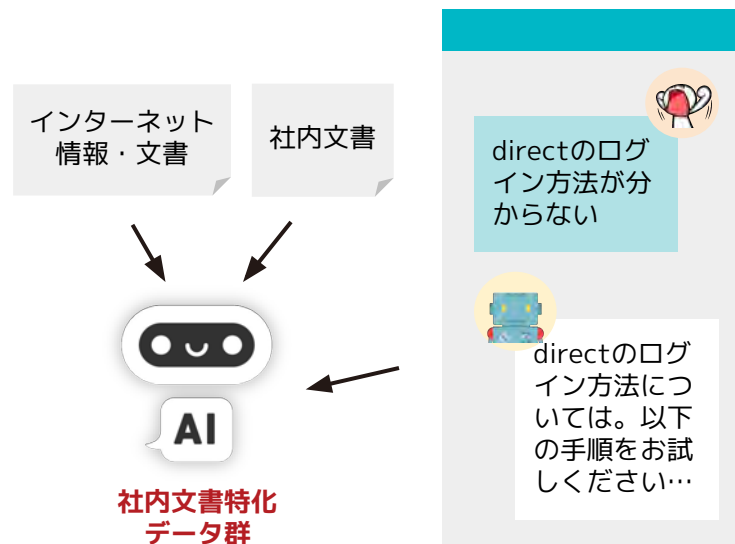 インターネット
情報・文書
社内文書
AI
社内文書特化
データ群
directのログ
イン方法が分
からない
directのログ
イン方法につ
いては。以下
の手順をお試
しください…